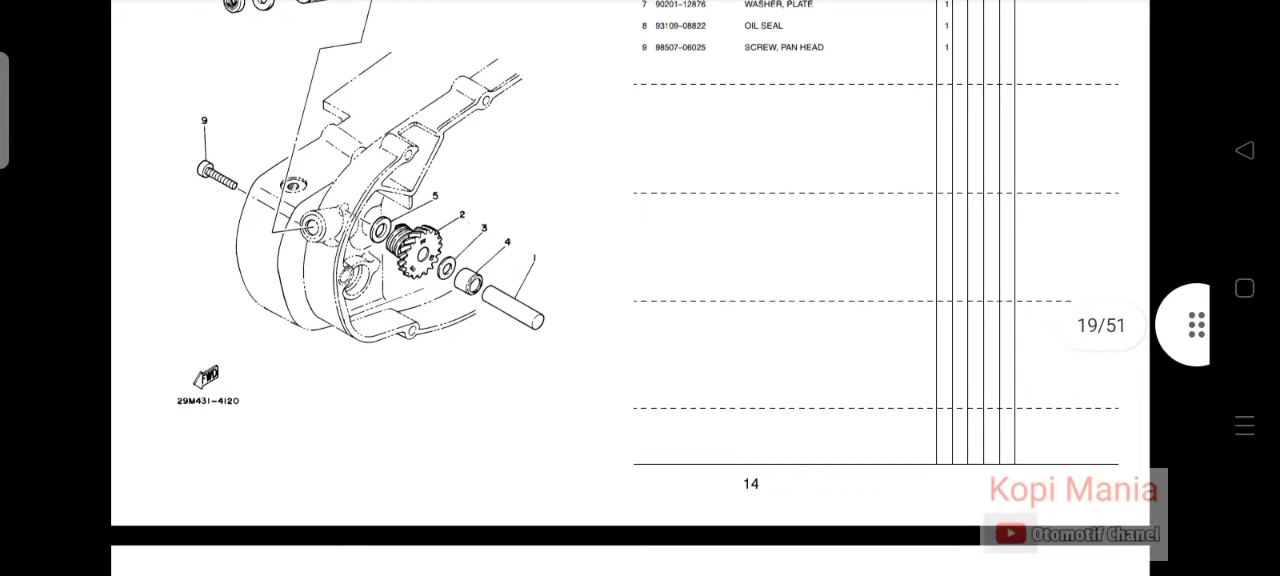 7 90201-12876 WASHER, PLATE 1
8 93109-08822 OIL SEAL 1
9 98507-06025 SCREW, PAN HEAD 1
9
5
2
3
4
1
FWD
29M431-4120
19/51
14
Kopi Mania
Otomotif Chanel